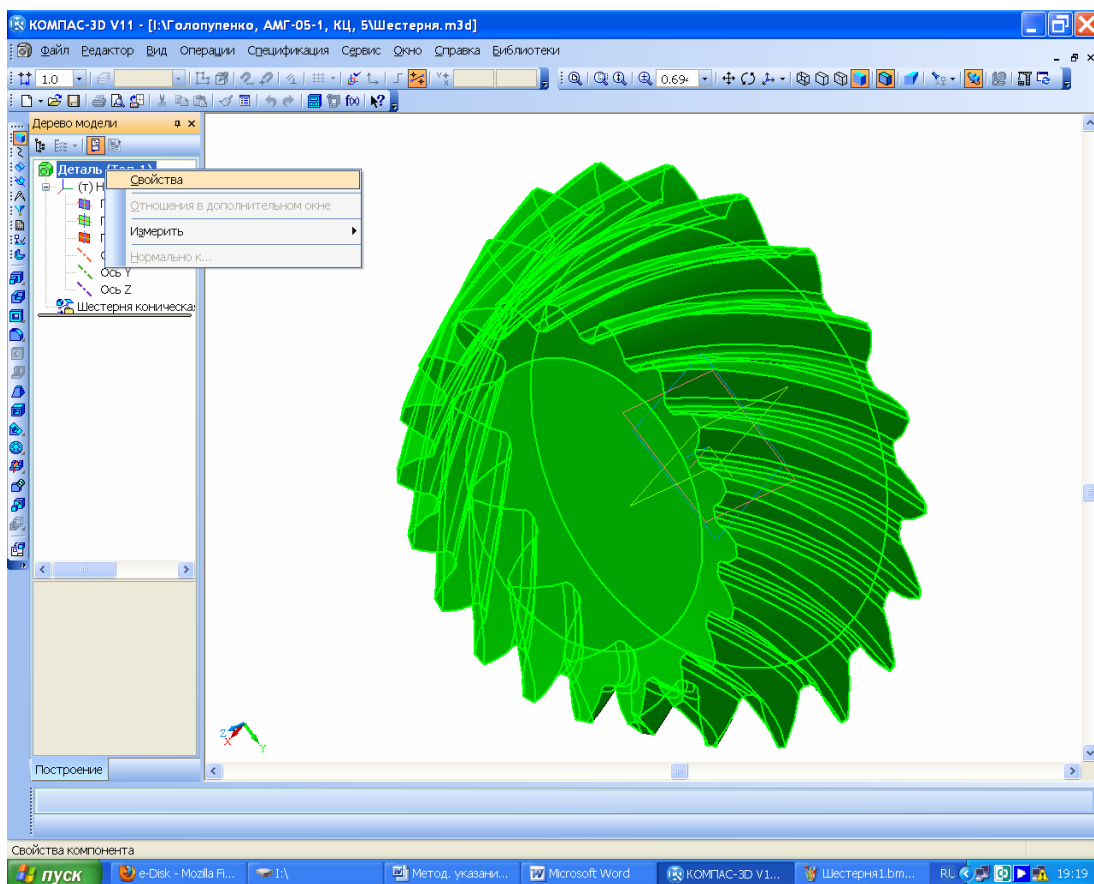 КОМПАС-3D V11 - [I:\Голопупенко, АМГ-05-1, КЦ, 5\Шестерня.m3d]
Файл Редактор Вид Операции Спецификация Сервис Окно Справка Библиотеки
1.0 0.694
Дерево модели
Деталь (Тел-1)
(т) Н
Свойства
Отношения в дополнительном окне
Измерить
Нормально к...
Ось Y
Ось Z
Шестерня коническа
Z
X
Y
Построение
Свойства компонента
пуск e-Disk - Mozilla Fi... I:\ Метод. указани... Microsoft Word КОМПАС-3D V1... Шестерня1.bm... RU 19:19